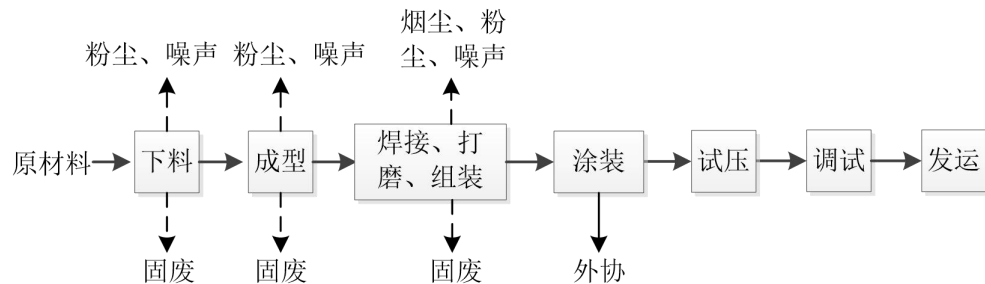 烟尘、粉
尘、噪声
粉尘、噪声
粉尘、噪声
原材料
下料
成型
焊接、打
磨、组装
涂装
试压
调试
发运
固废
固废
固废
外协